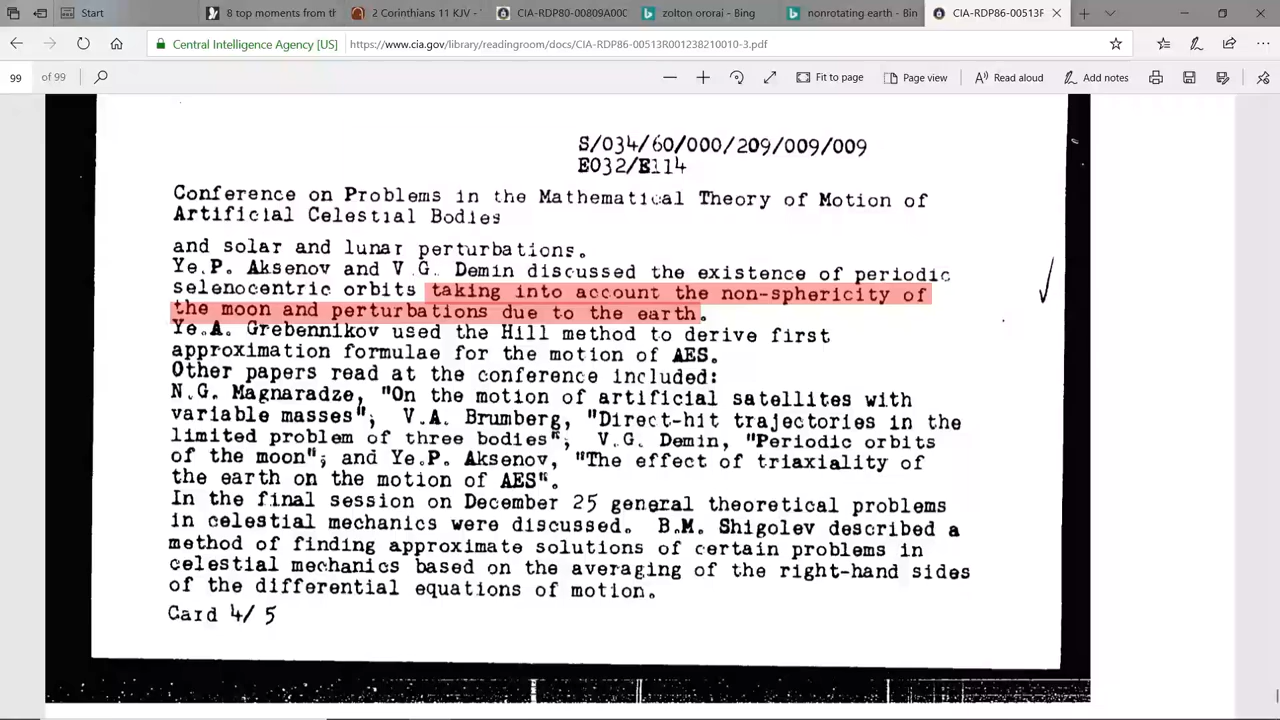 Start
8 top moments from th
2 Corinthians 11 KJV -
CIA-RDP80-00809A00(
zolton ororai - Bing
nonrotating earth - Bin
CIA-RDP86-00513F
Central Intelligence Agency [US]
https://www.cia.gov/library/readingroom/docs/CIA-RDP86-00513R001238210010-3.pdf
99 of 99
Fit to page
Page view
Read aloud
Add notes
S/034/60/000/209/009/009
E032/E114
Conference on Problems in the Mathematical Theory of Motion of
Artificial Celestial Bodies
and solar and lunar perturbations.
Ye.P. Aksenov and V.G. Demin discussed the existence of periodic
selenocentric orbits taking into account the non-sphericity of
the moon and perturbations due to the earth.
Ye.A. Grebennikov used the Hill method to derive first
approximation formulae for the motion of AES.
Other papers read at the conference included:
N.G. Magnaradze, "On the motion of artificial satellites with
variable masses"; V.A. Brumberg, "Direct-hit trajectories in the
limited problem of three bodies"; V.G. Demin, "Periodic orbits
of the moon"; and Ye.P. Aksenov, "The effect of triaxiality of
the earth on the motion of AES".
In the final session on December 25 general theoretical problems
in celestial mechanics were discussed. B.M. Shigolev described a
method of finding approximate solutions of certain problems in
celestial mechanics based on the averaging of the right-hand sides
of the differential equations of motion.
Card 4/ 5